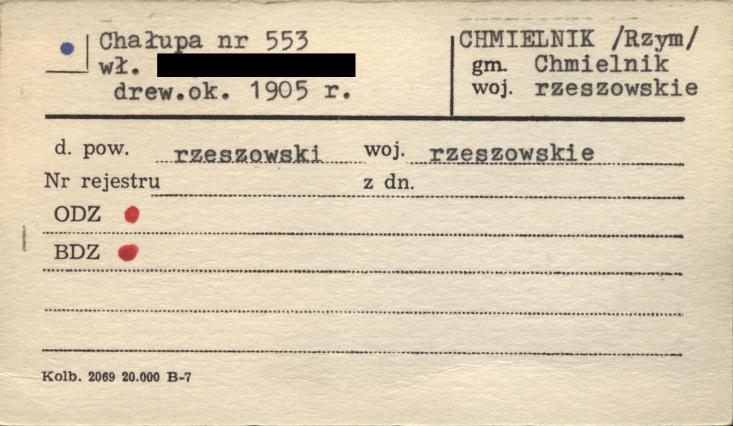 Chałupa nr 553
wł.
drew.ok. 1905 r.
CHMIELNIK /Rzym/
gm. Chmielnik
woj. rzeszowskie
d. pow. rzeszowski woj. rzeszowskie
Nr rejestru z dn.
ODZ
BDZ
Kolb. 2069 20.000 B-7